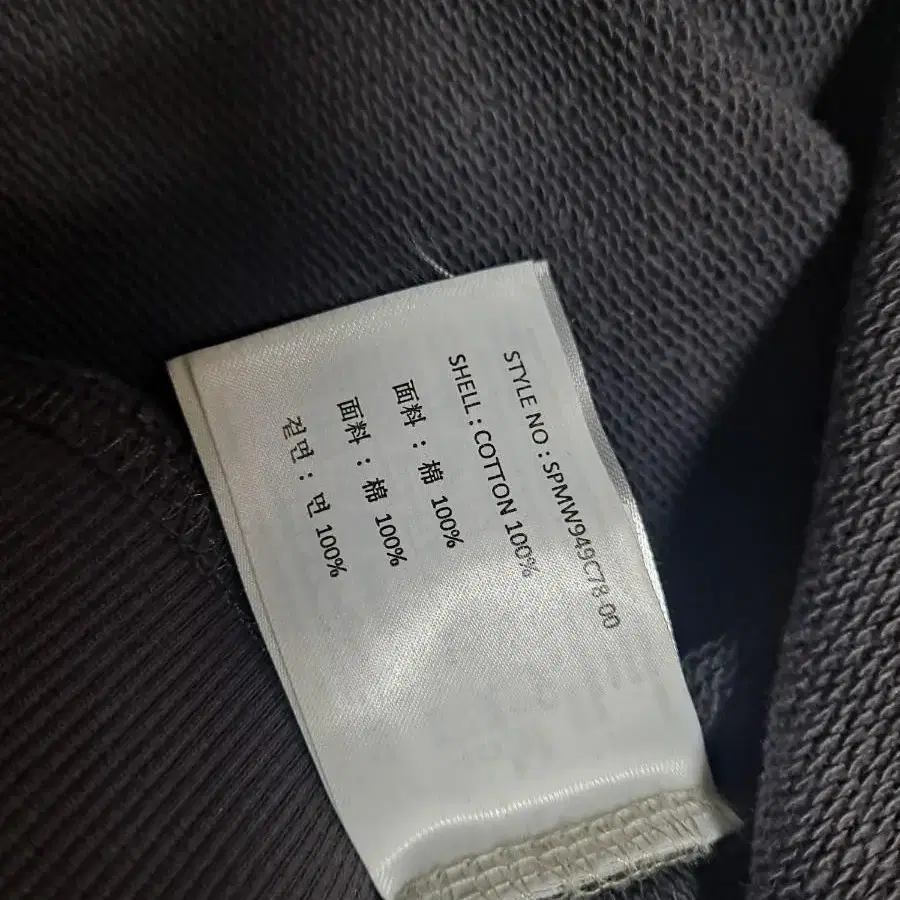 STYLE NO : SPMW949C78-00
SHELL : COTTON 100%
面料 : 棉 100%
面料 : 棉 100%
겉면 : 면 100%